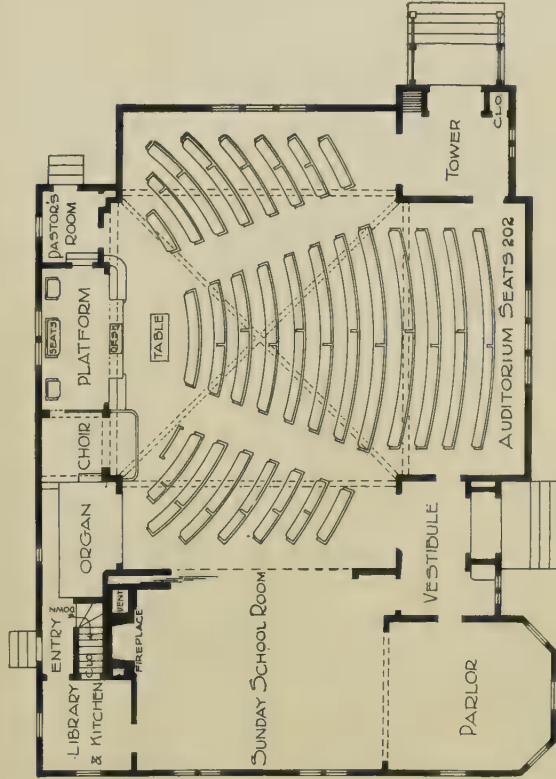 PASTOR'S
ROOM
SEATS
PLATFORM
DESK
TABLE
CHOIR
ORGAN
DOWN
ENTRY
CLO
VENT
FIREPLACE
LIBRARY
& KITCHEN
TOWER
CLO
AUDITORIUM SEATS 202
VESTIBULE
SUNDAY SCHOOL ROOM
PARLOR